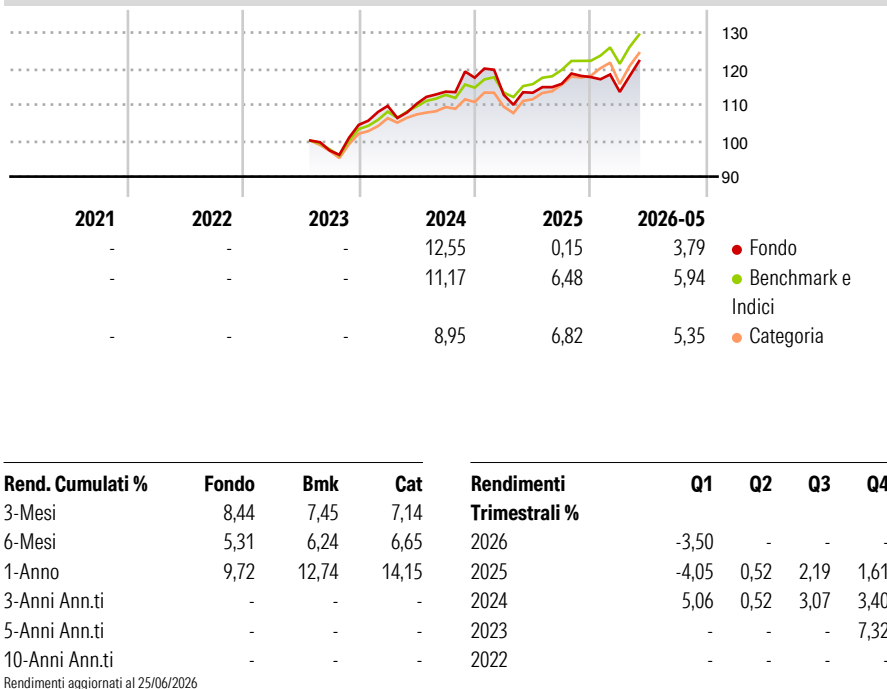 130
120
110
100
90
2021 2022 2023 2024 2025 2026-05
- - - 12,55 0,15 3,79 Fondo
- - - 11,17 6,48 5,94 Benchmark e
Indici
- - - 8,95 6,82 5,35 Categoria
Rend. Cumulati % Fondo Bmk Cat
3-Mesi 8,44 7,45 7,14
6-Mesi 5,31 6,24 6,65
1-Anno 9,72 12,74 14,15
3-Anni Ann.ti - - -
5-Anni Ann.ti - - -
10-Anni Ann.ti - - -
Rendimenti aggiornati al 25/06/2026
Rendimenti Q1 Q2 Q3 Q4
Trimestrali %
2026 -3,50 - - -
2025 -4,05 0,52 2,19 1,61
2024 5,06 0,52 3,07 3,40
2023 - - - 7,32
2022 - - - -